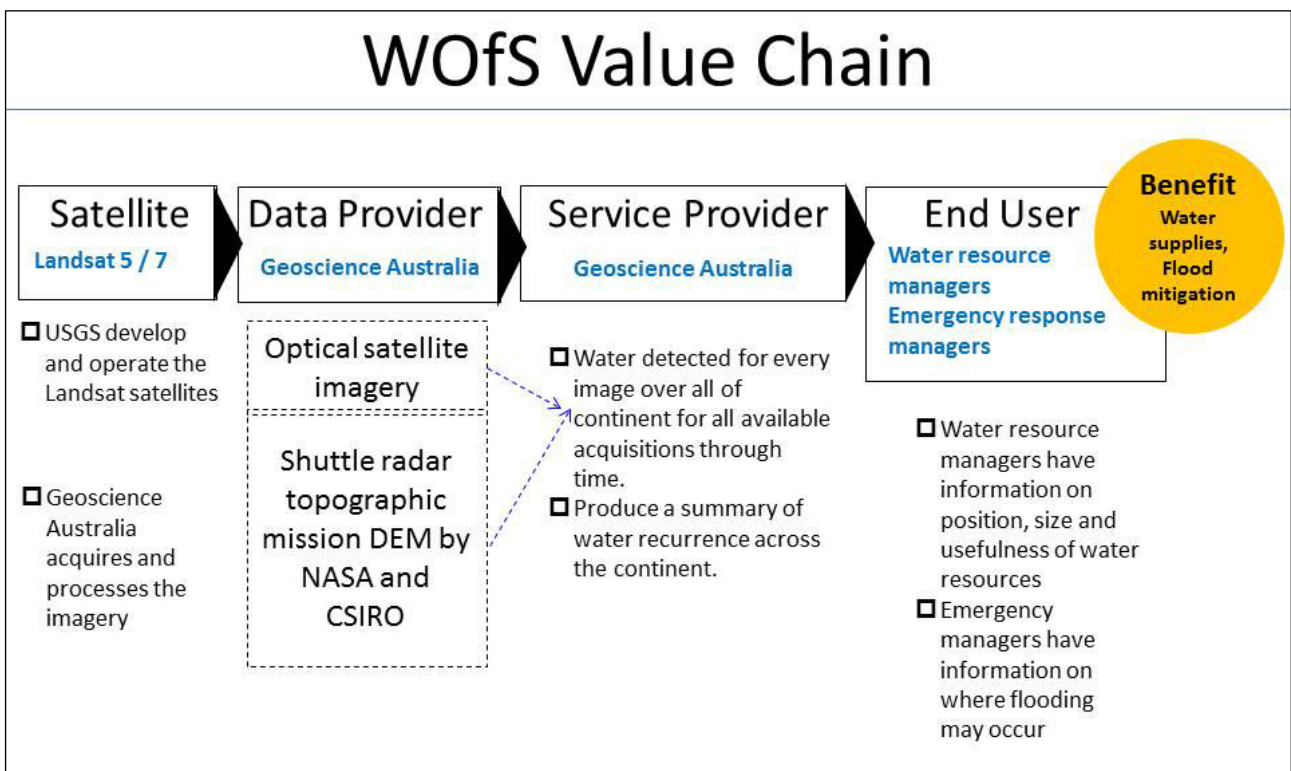 WOfS Value Chain
Satellite
Landsat 5 / 7
USGS develop
and operate the
Landsat satellites
Geoscience
Australia
acquires and
processes the
imagery
Data Provider
Geoscience Australia
Optical satellite
imagery
Shuttle radar
topographic
mission DEM by
NASA and
CSIRO
Service Provider
Geoscience Australia
Water detected for every
image over all of
continent for all available
acquisitions through
time.
Produce a summary of
water recurrence across
the continent.
End User
Water resource
managers
Emergency response
managers
Water resource
managers have
information on
position, size and
usefulness of water
resources
Emergency
managers have
information on
where flooding
may occur
Benefit
Water
supplies,
Flood
mitigation